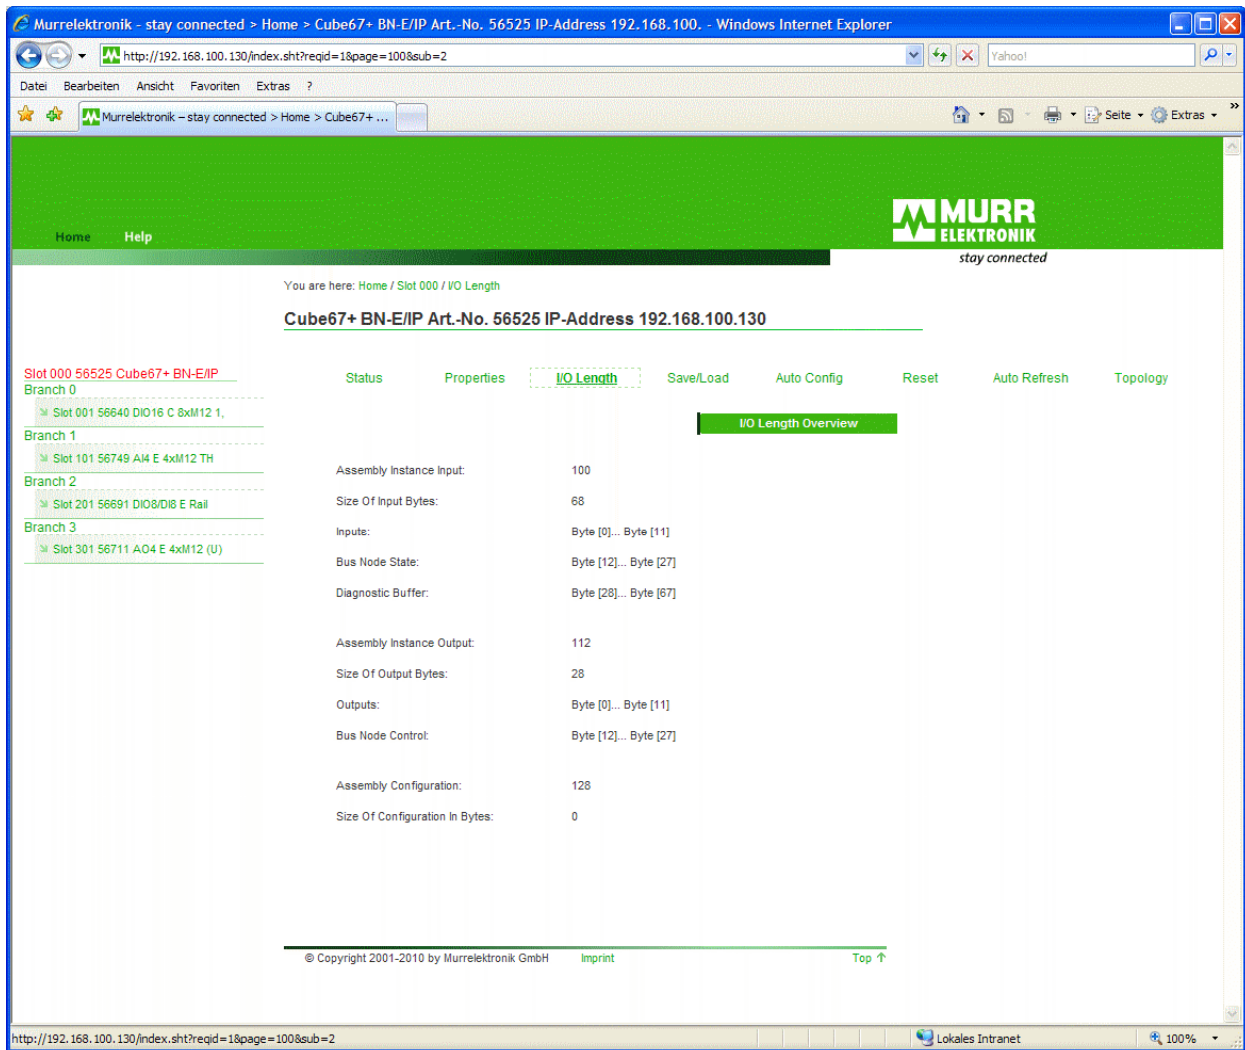 Murrelektronik - stay connected > Home > Cube67+ BN-E/IP Art.-No. 56525 IP-Address 192.168.100. - Windows Internet Explorer
http://192.168.100.130/index.sht?reqid=1&page=100&sub=2
Yahoo!
Datei Bearbeiten Ansicht Favoriten Extras ?
Murrelektronik – stay connected > Home > Cube67+ ...
Seite Extras »
MURR
ELEKTRONIK
stay connected
Home Help
You are here: Home / Slot 000 / I/O Length
Cube67+ BN-E/IP Art.-No. 56525 IP-Address 192.168.100.130
Slot 000 56525 Cube67+ BN-E/IP
Branch 0
Slot 001 56640 DIO16 C 8xM12 1,
Branch 1
Slot 101 56749 AI4 E 4xM12 TH
Branch 2
Slot 201 56691 DIO8/DI8 E Rail
Branch 3
Slot 301 56711 AO4 E 4xM12 (U)
Status Properties I/O Length Save/Load Auto Config Reset Auto Refresh Topology
I/O Length Overview
Assembly Instance Input: 100
Size Of Input Bytes: 68
Inputs: Byte [0]... Byte [11]
Bus Node State: Byte [12]... Byte [27]
Diagnostic Buffer: Byte [28]... Byte [67]
Assembly Instance Output: 112
Size Of Output Bytes: 28
Outputs: Byte [0]... Byte [11]
Bus Node Control: Byte [12]... Byte [27]
Assembly Configuration: 128
Size Of Configuration In Bytes: 0
© Copyright 2001-2010 by Murrelektronik GmbH Imprint Top ↑
http://192.168.100.130/index.sht?reqid=1&page=100&sub=2 Lokales Intranet 100%